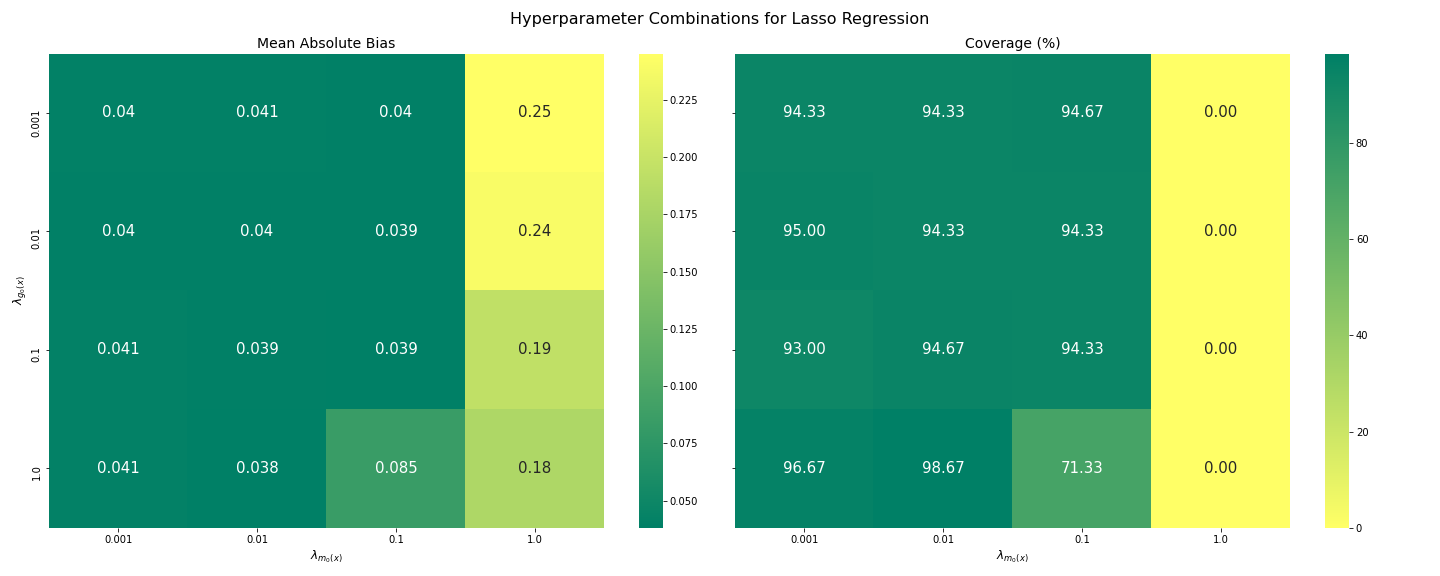 Hyperparameter Combinations for Lasso Regression
Mean Absolute Bias
0.04 0.041 0.04 0.25
0.04 0.04 0.039 0.24
0.041 0.039 0.039 0.19
0.041 0.038 0.085 0.18
0.001
0.01
0.1
1.0
λg₀(x)
0.001 0.01 0.1 1.0
λm₀(x)
0.225
0.200
0.175
0.150
0.125
0.100
0.075
0.050
Coverage (%)
94.33 94.33 94.67 0.00
95.00 94.33 94.33 0.00
93.00 94.67 94.33 0.00
96.67 98.67 71.33 0.00
0.001 0.01 0.1 1.0
λm₀(x)
80
60
40
20
0